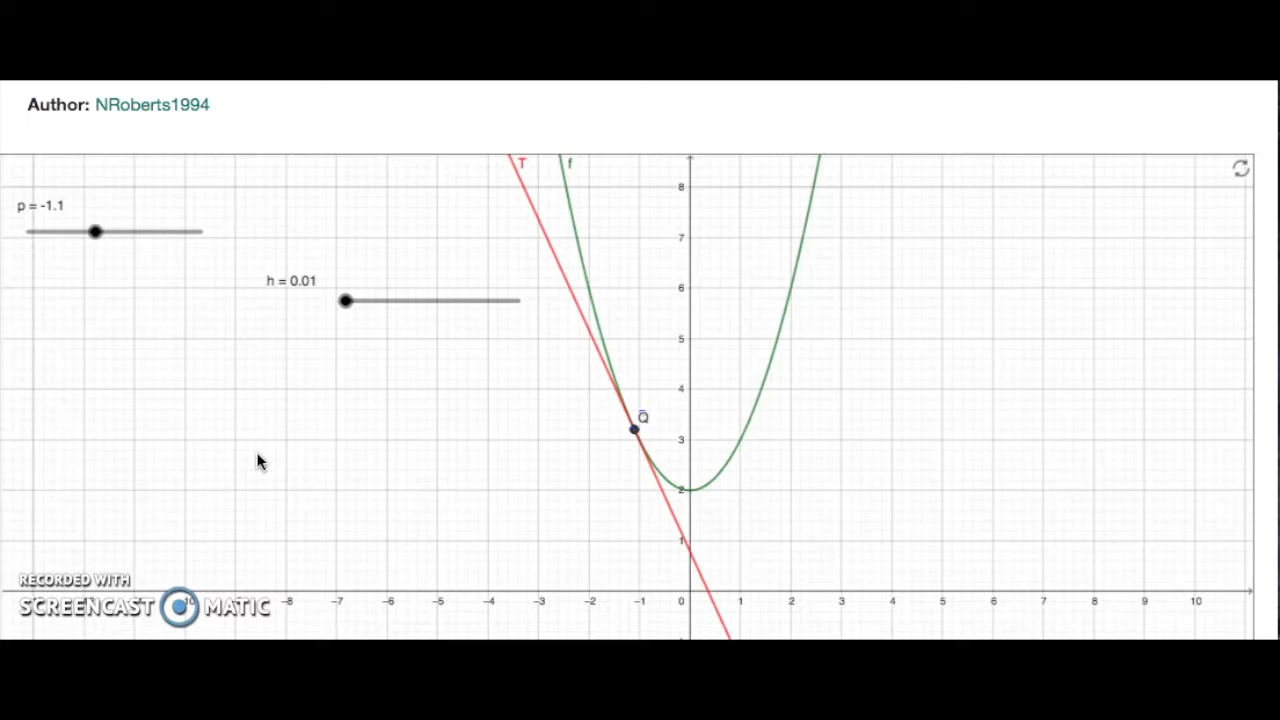 Author: NRoberts1994
T f
8
p = -1.1
7
h = 0.01
6
5
4
Q
3
2
1
RECORDED WITH
SCREENCAST MATIC
-10 -8 -7 -6 -5 -4 -3 -2 -1 0 1 2 3 4 5 6 7 8 9 10